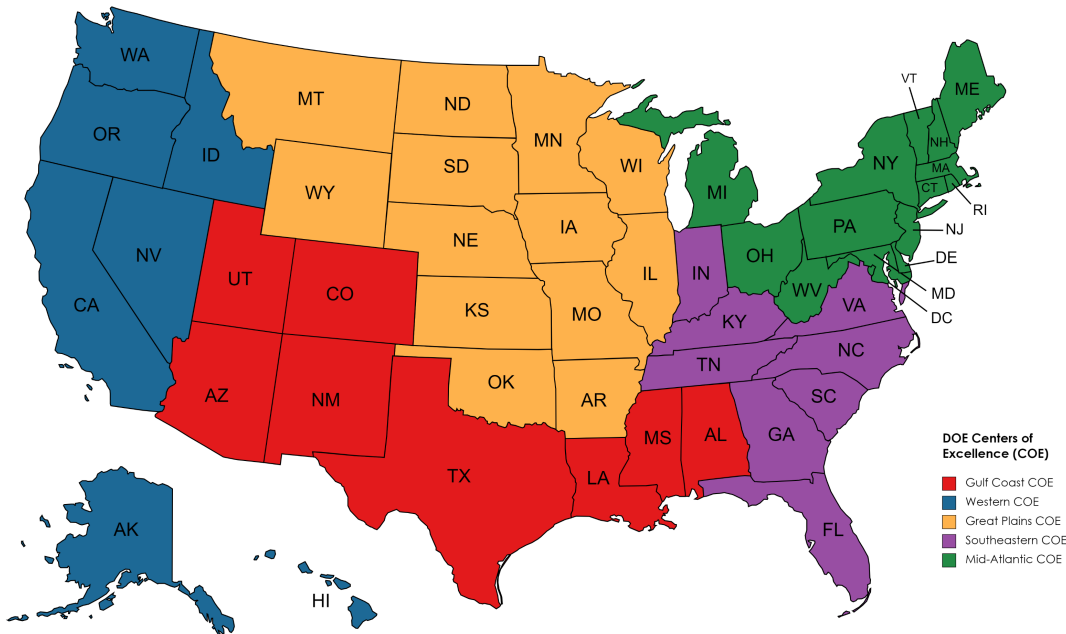 WA
MT
ND
MN
VT
ME
OR
ID
SD
WI
NH
NY
MA
WY
MI
CT
RI
NE
IA
PA
NJ
NV
OH
DE
UT
CO
IL
IN
WV
MD
CA
KS
MO
KY
VA
DC
TN
NC
AZ
NM
OK
AR
SC
MS
AL
GA
TX
LA
AK
FL
HI
DOE Centers of
Excellence (COE)
Gulf Coast COE
Western COE
Great Plains COE
Southeastern COE
Mid-Atlantic COE